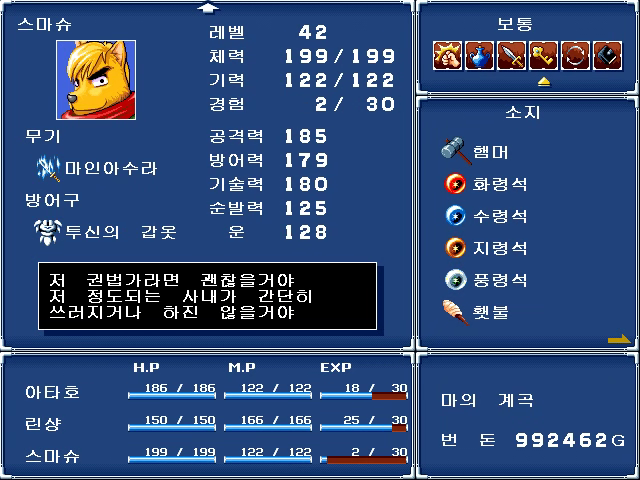 스마슈
레벨 42
체력 199/199
기력 122/122
경험 2/ 30
무기
마인아수라
방어구
투신의 갑옷
공격력 185
방어력 179
기술력 180
순발력 125
운 128
저 권법가라면 괜찮을거야
저 정도되는 사내가 간단히
쓰러지거나 하진 않을거야
보통
소지
햄머
화령석
수령석
지령석
풍령석
횃불
H.P M.P EXP
아타호 186 / 186 122 / 122 18 / 30
린샹 150 / 150 166 / 166 25 / 30
스마슈 199 / 199 122 / 122 2 / 30
마의 계곡
번 돈 992462G